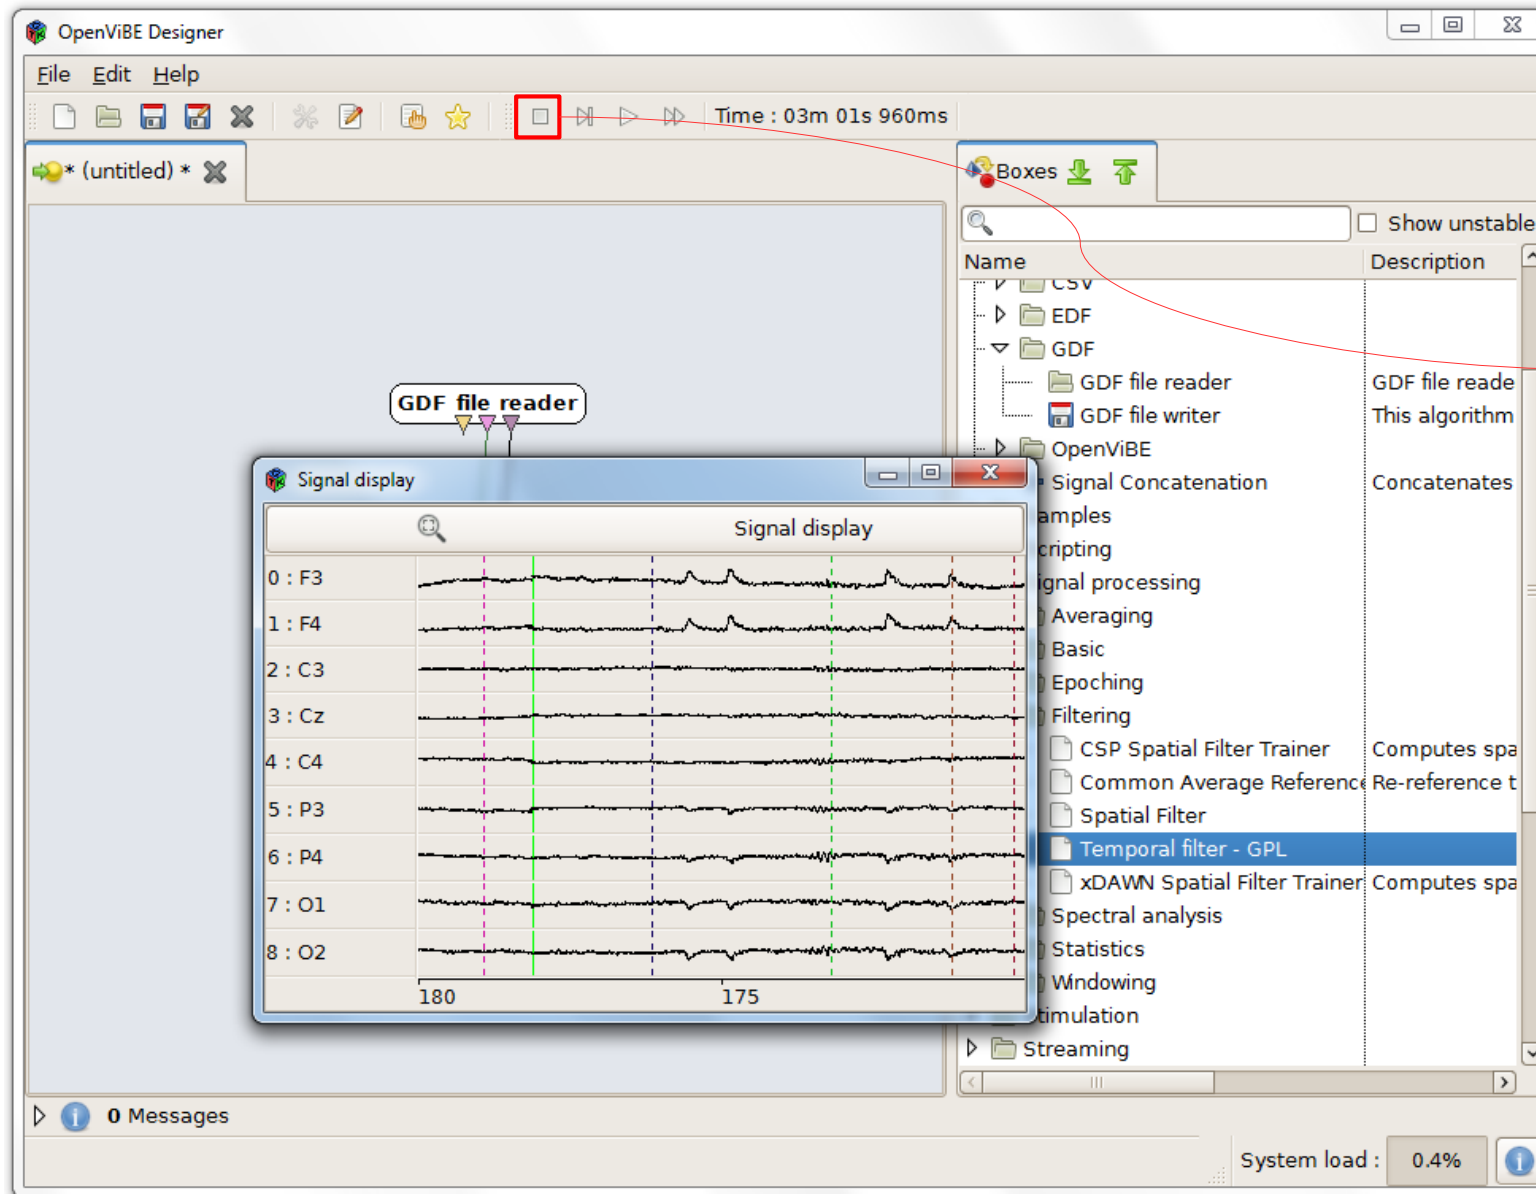 OpenViBE Designer
File Edit Help
Time : 03m 01s 960ms
* (untitled) *
Boxes
Show unstable
Name Description
CSV
EDF
GDF
GDF file reader GDF file reade
GDF file writer This algorithm
OpenViBE
Signal Concatenation Concatenates
amples
cripting
ignal processing
Averaging
Basic
Epoching
Filtering
CSP Spatial Filter Trainer Computes spa
Common Average Reference Re-reference t
Spatial Filter
Temporal filter - GPL
xDAWN Spatial Filter Trainer Computes spa
Spectral analysis
Statistics
Windowing
timulation
Streaming
GDF file reader
Signal display
Signal display
0 : F3
1 : F4
2 : C3
3 : Cz
4 : C4
5 : P3
6 : P4
7 : O1
8 : O2
180 175
0 Messages
System load : 0.4%